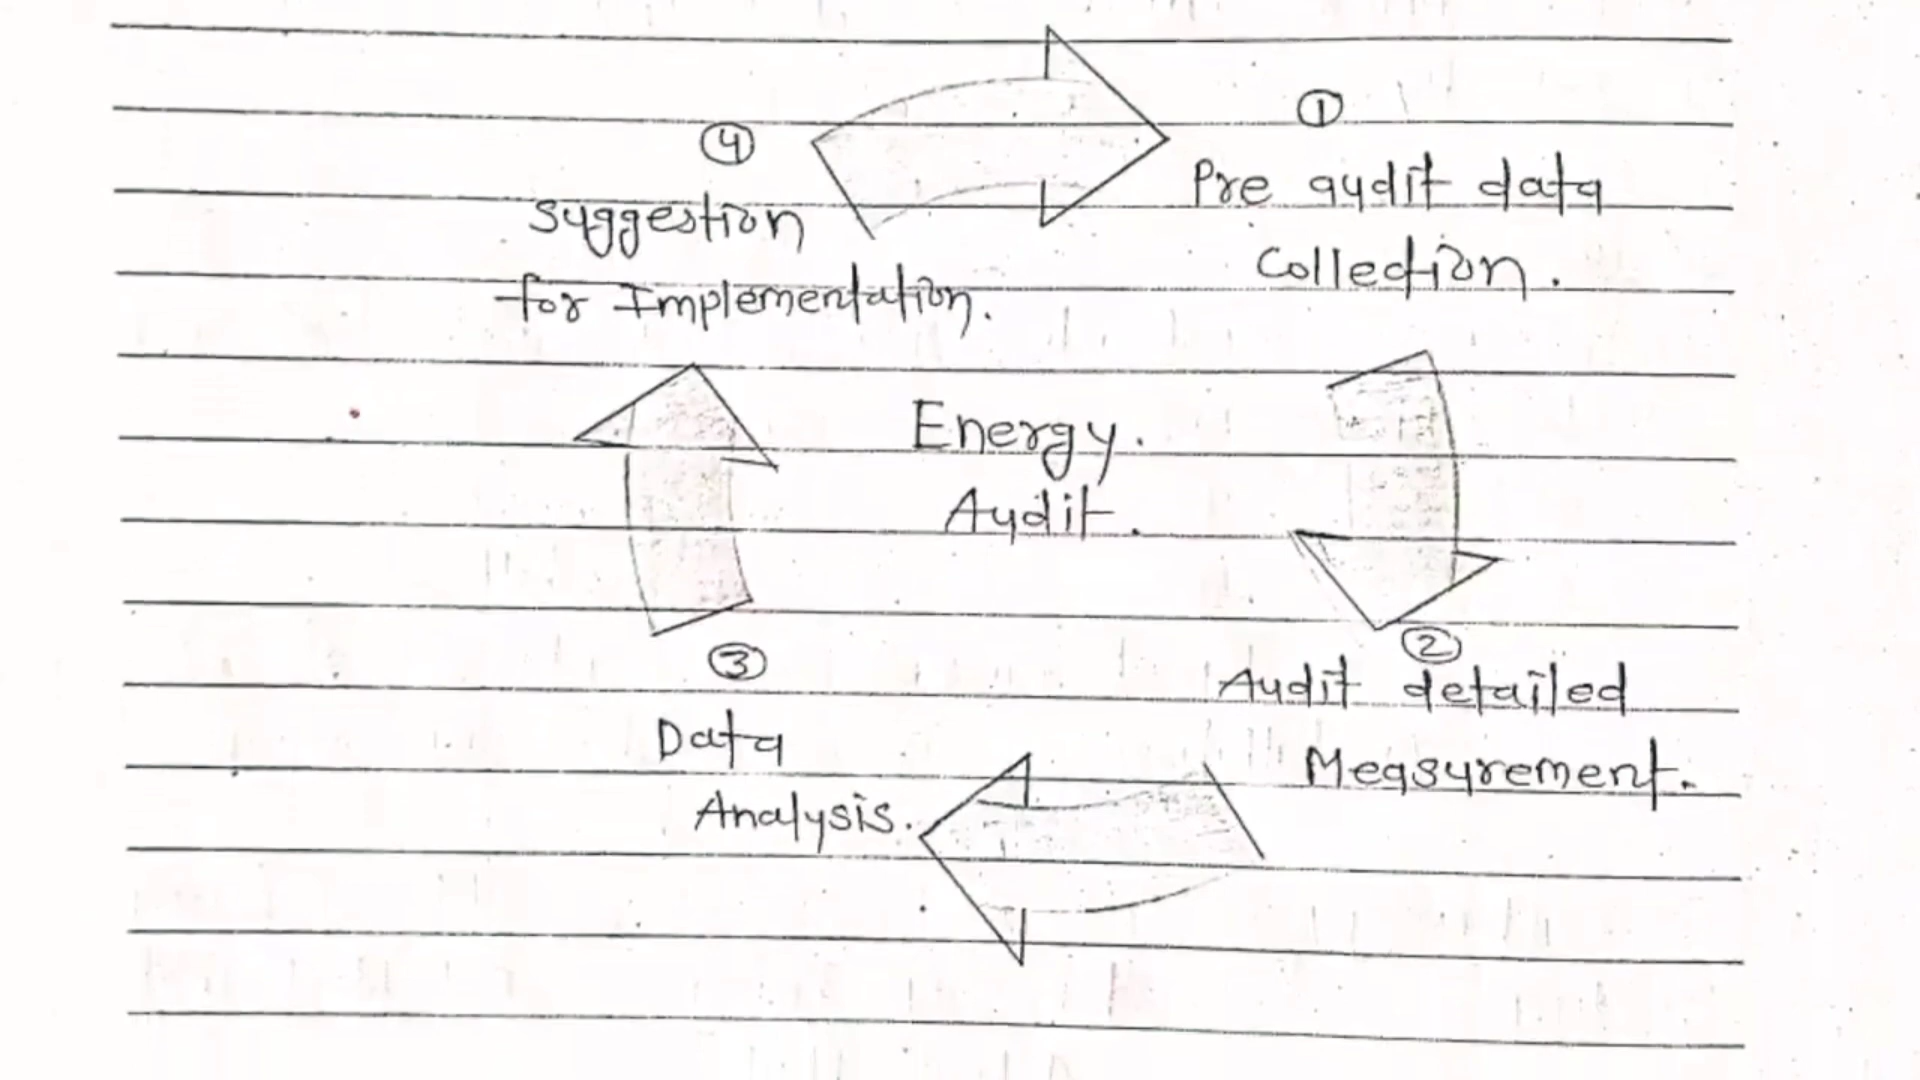 ①
Pre audit data
Collection.
②
Audit detailed
Measurement.
③
Data
Analysis.
④
suggestion
for Implementation.
Energy.
Audit.